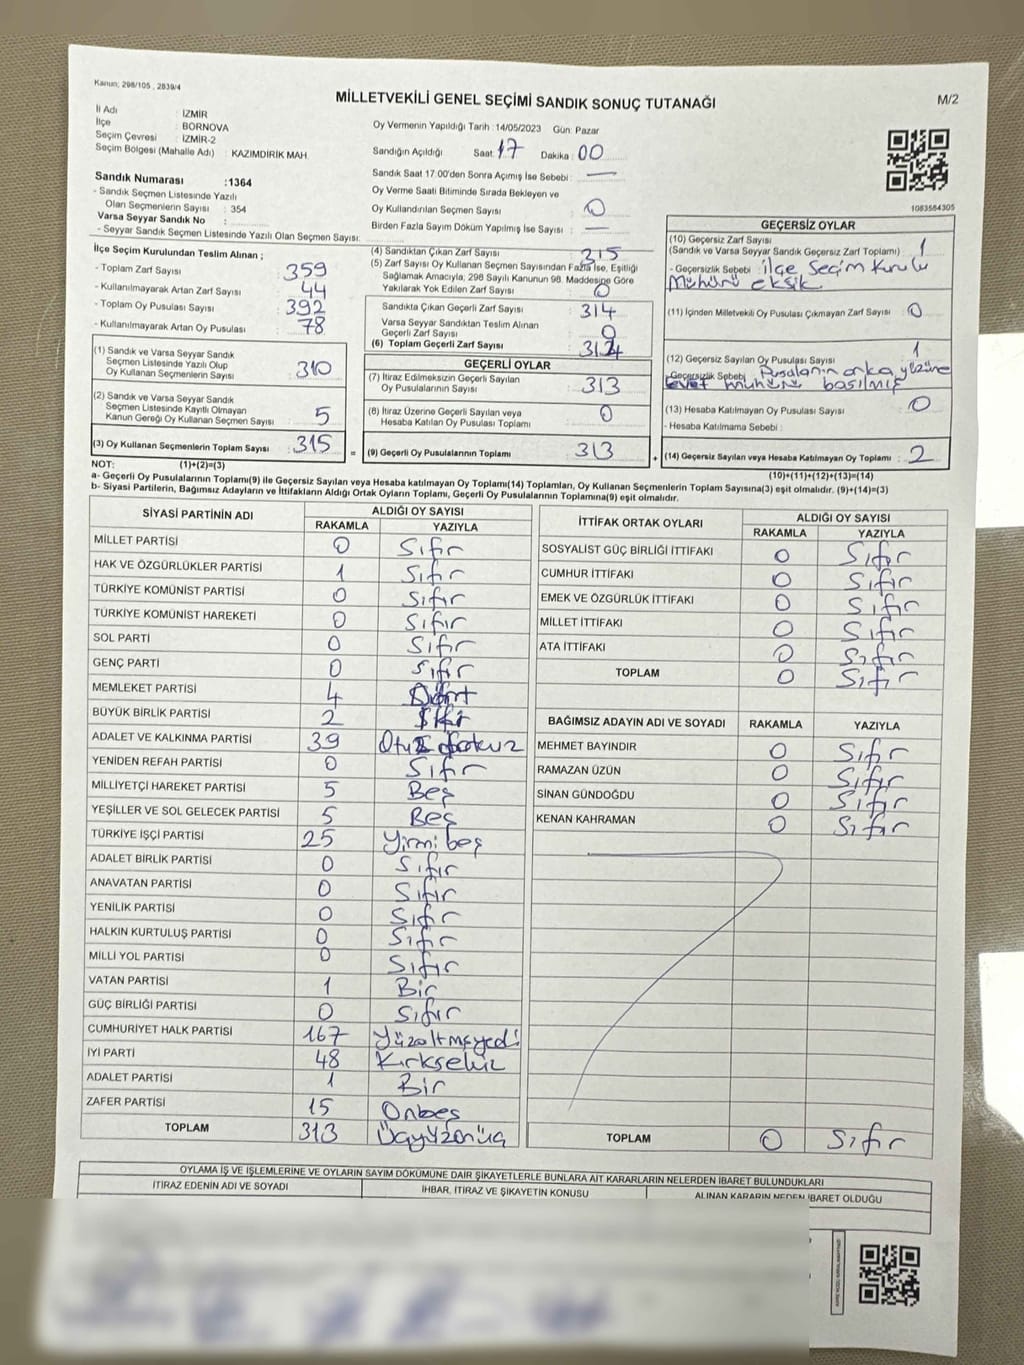 Kanun; 298/105 , 2839/4
MİLLETVEKİLİ GENEL SEÇİMİ SANDIK SONUÇ TUTANAĞI
M/2
İl Adı : İZMİR
İlçe : BORNOVA
Seçim Çevresi : İZMİR-2
Seçim Bölgesi (Mahalle Adı) : KAZIMDİRİK MAH.
Sandık Numarası :1364
- Sandık Seçmen Listesinde Yazılı
Olan Seçmenlerin Sayısı : 354
Varsa Seyyar Sandık No :
- Seyyar Sandık Seçmen Listesinde Yazılı Olan Seçmen Sayısı:
Oy Vermenin Yapıldığı Tarih :14/05/2023 Gün: Pazar
Sandığın Açıldığı Saat : 17 Dakika : 00
Sandık Saat 17.00'den Sonra Açımış İse Sebebi : —
Oy Verme Saati Bitiminde Sırada Bekleyen ve
Oy Kullandırılan Seçmen Sayısı : 0
Birden Fazla Sayım Döküm Yapılmış İse Sayısı : —
1083564305
İlçe Seçim Kurulundan Teslim Alınan ;
- Toplam Zarf Sayısı : 359
- Kullanılmayarak Artan Zarf Sayısı : 44
- Toplam Oy Pusulası Sayısı : 392
- Kullanılmayarak Artan Oy Pusulası : 78
(1) Sandık ve Varsa Seyyar Sandık
Seçmen Listesinde Yazılı Olup
Oy Kullanan Seçmenlerin Sayısı : 310
(2) Sandık ve Varsa Seyyar Sandık
Seçmen Listesinde Kayıtlı Olmayan
Kanun Gereği Oy Kullanan Seçmen Sayısı : 5
(3) Oy Kullanan Seçmenlerin Toplam Sayısı : 315 =
(4) Sandıktan Çıkan Zarf Sayısı : 315
(5) Zarf Sayısı Oy Kullanan Seçmen Sayısından Fazla İse, Eşitliği
Sağlamak Amacıyla, 298 Sayılı Kanunun 98. Maddesine Göre
Yakılarak Yok Edilen Zarf Sayısı : 0
Sandıkta Çıkan Geçerli Zarf Sayısı : 314
Varsa Seyyar Sandıktan Teslim Alınan
Geçerli Zarf Sayısı : 0
(6) Toplam Geçerli Zarf Sayısı : 314
GEÇERLİ OYLAR
(7) İtiraz Edilmeksizin Geçerli Sayılan
Oy Pusulalarının Sayısı : 313
(8) İtiraz Üzerine Geçerli Sayılan veya
Hesaba Katılan Oy Pusulası Toplamı : 0
(9) Geçerli Oy Pusulalarının Toplamı : 313 +
GEÇERSİZ OYLAR
(10) Geçersiz Zarf Sayısı
(Sandık ve Varsa Seyyar Sandık Geçersiz Zarf Toplamı) : 1
- Geçersizlik Sebebi : ilçe Seçim Kurulu
Mühürü eksik
(11) İçinden Milletvekili Oy Pusulası Çıkmayan Zarf Sayısı : 0
(12) Geçersiz Sayılan Oy Pusulası Sayısı : 1
- Geçersizlik Sebebi : Pusulanın arka yüzüne
Evet mühürü basılmış
(13) Hesaba Katılmayan Oy Pusulası Sayısı : 0
- Hesaba Katılmama Sebebi :
(14) Geçersiz Sayılan veya Hesaba Katılmayan Oy Toplamı : 2
NOT: (1)+(2)=(3)
(10)+(11)+(12)+(13)=(14)
a- Geçerli Oy Pusulalarının Toplamı(9) ile Geçersiz Sayılan veya Hesaba katılmayan Oy Toplamı(14) Toplamları, Oy Kullanan Seçmenlerin Toplam Sayısına(3) eşit olmalıdır. (9)+(14)=(3)
b- Siyasi Partilerin, Bağımsız Adayların ve İttifakların Aldığı Ortak Oyların Toplamı, Geçerli Oy Pusulalarının Toplamına(9) eşit olmalıdır.
SİYASİ PARTİNİN ADI ALDIĞI OY SAYISI
RAKAMLA YAZIYLA
MİLLET PARTİSİ 0 Sıfır
HAK VE ÖZGÜRLÜKLER PARTİSİ 1 Sıfır
TÜRKİYE KOMÜNİST PARTİSİ 0 Sıfır
TÜRKİYE KOMÜNİST HAREKETİ 0 Sıfır
SOL PARTİ 0 Sıfır
GENÇ PARTİ 0 Sıfır
MEMLEKET PARTİSİ 4 Dört
BÜYÜK BİRLİK PARTİSİ 2 İki
ADALET VE KALKINMA PARTİSİ 39 Otuz dokuz
YENİDEN REFAH PARTİSİ 0 Sıfır
MİLLİYETÇİ HAREKET PARTİSİ 5 Beş
YEŞİLLER VE SOL GELECEK PARTİSİ 5 Beş
TÜRKİYE İŞÇİ PARTİSİ 25 Yirmi beş
ADALET BİRLİK PARTİSİ 0 Sıfır
ANAVATAN PARTİSİ 0 Sıfır
YENİLİK PARTİSİ 0 Sıfır
HALKIN KURTULUŞ PARTİSİ 0 Sıfır
MİLLİ YOL PARTİSİ 0 Sıfır
VATAN PARTİSİ 1 Bir
GÜÇ BİRLİĞİ PARTİSİ 0 Sıfır
CUMHURİYET HALK PARTİSİ 167 Yüzaltmışyedi
İYİ PARTİ 48 Kırksekiz
ADALET PARTİSİ 1 Bir
ZAFER PARTİSİ 15 Onbeş
TOPLAM 313 Üçyüzonüç
İTTİFAK ORTAK OYLARI ALDIĞI OY SAYISI
RAKAMLA YAZIYLA
SOSYALİST GÜÇ BİRLİĞİ İTTİFAKI 0 Sıfır
CUMHUR İTTİFAKI 0 Sıfır
EMEK VE ÖZGÜRLÜK İTTİFAKI 0 Sıfır
MİLLET İTTİFAKI 0 Sıfır
ATA İTTİFAKI 0 Sıfır
TOPLAM 0 Sıfır
BAĞIMSIZ ADAYIN ADI VE SOYADI RAKAMLA YAZIYLA
MEHMET BAYINDIR 0 Sıfır
RAMAZAN ÜZÜN 0 Sıfır
SİNAN GÜNDOĞDU 0 Sıfır
KENAN KAHRAMAN 0 Sıfır
TOPLAM 0 Sıfır
OYLAMA İŞ VE İŞLEMLERİNE VE OYLARIN SAYIM DÖKÜMÜNE DAİR ŞİKAYETLERLE BUNLARA AİT KARARLARIN NELERDEN İBARET BULUNDUKLARI
İTİRAZ EDENİN ADI VE SOYADI İHBAR, İTİRAZ VE ŞİKAYETİN KONUSU ALINAN KARARIN NEDEN İBARET OLDUĞU